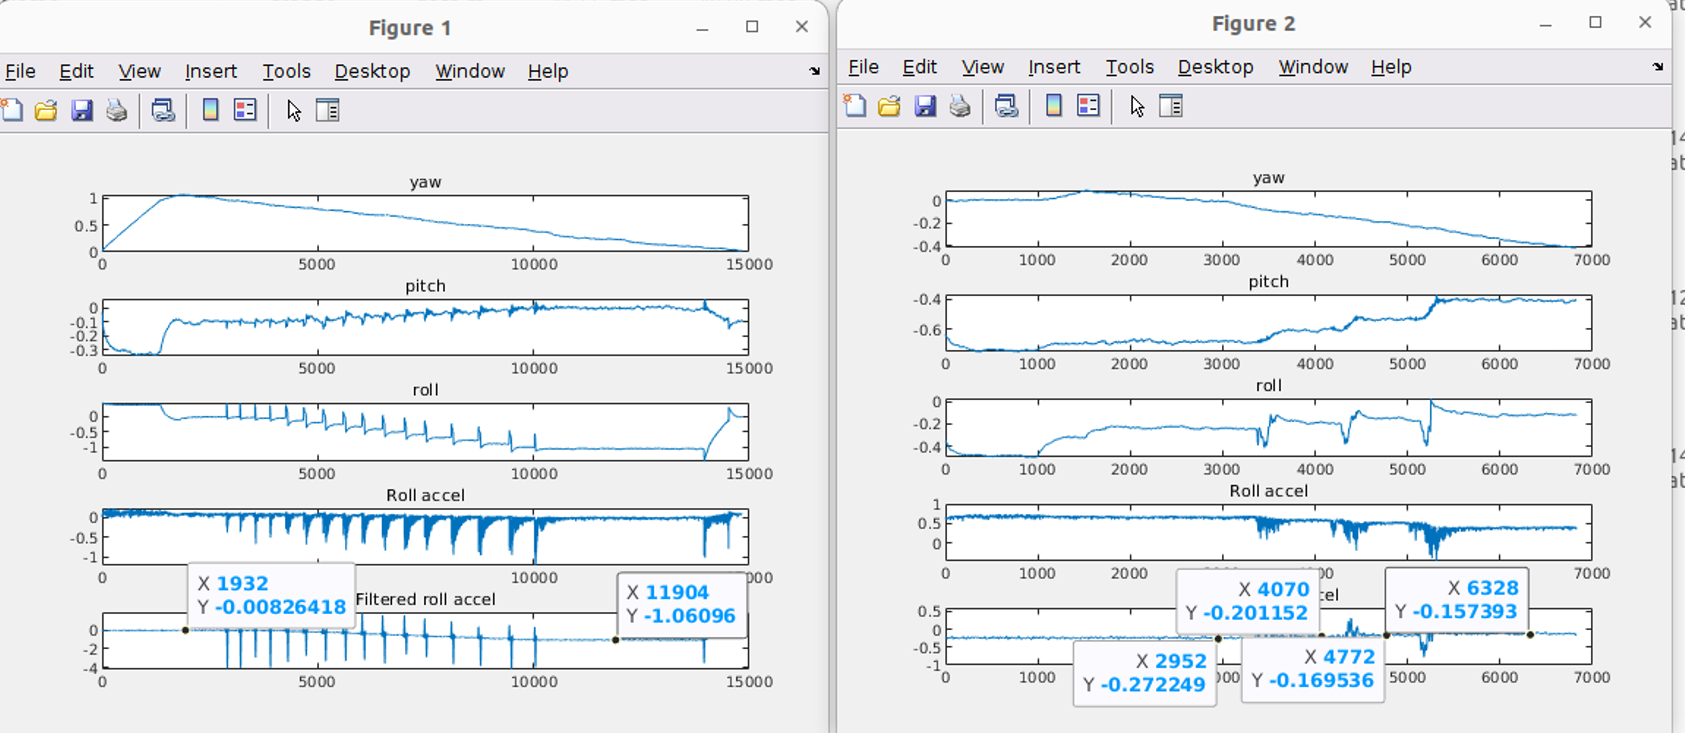 Figure 1
File Edit View Insert Tools Desktop Window Help
yaw
1
0.5
0
0 5000 10000 15000
pitch
0
-0.1
-0.2
-0.3
0 5000 10000 15000
roll
0
-0.5
-1
0 5000 10000 15000
Roll accel
0
-0.5
-1
0 10000
X 1932
Y -0.00826418
X 11904
Y -1.06096
Filtered roll accel
0
-2
-4
0 5000 10000 15000
Figure 2
File Edit View Insert Tools Desktop Window Help
yaw
0
-0.2
-0.4
0 1000 2000 3000 4000 5000 6000 7000
pitch
-0.4
-0.6
0 1000 2000 3000 4000 5000 6000 7000
roll
0
-0.2
-0.4
0 1000 2000 3000 4000 5000 6000 7000
Roll accel
1
0.5
0
0 1000 2000 7000
X 4070
Y -0.201152
X 6328
Y -0.157393
cel
0.5
0
-0.5
-1
X 2952
Y -0.272249
X 4772
Y -0.169536
0 1000 5000 6000 7000